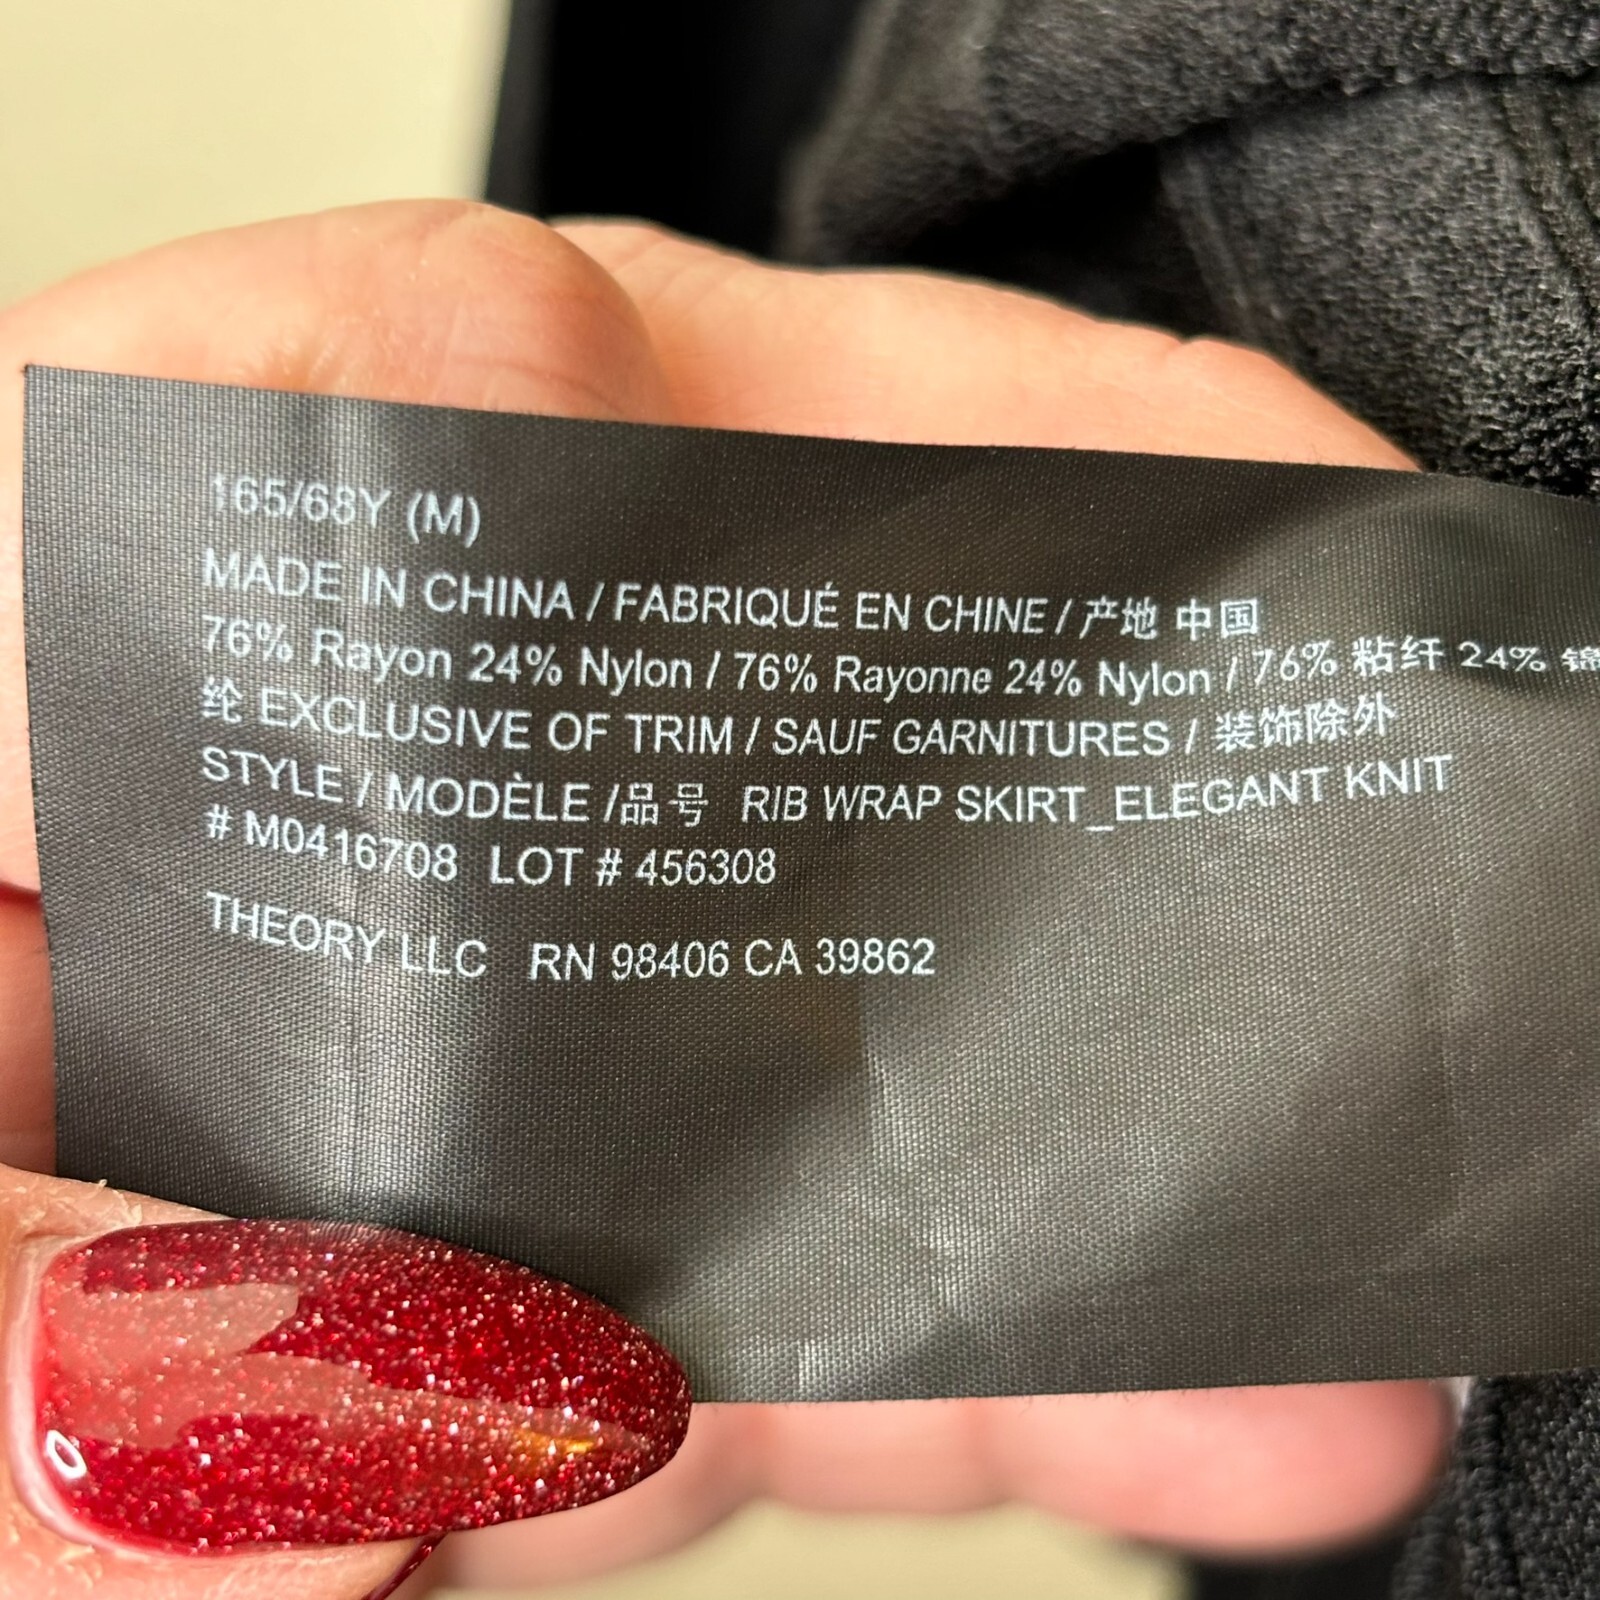 165/68Y (M)
MADE IN CHINA / FABRIQUÉ EN CHINE / 产地 中国
76% Rayon 24% Nylon / 76% Rayonne 24% Nylon / 76% 粘纤 24% 锦
纶 EXCLUSIVE OF TRIM / SAUF GARNITURES / 装饰除外
STYLE / MODÈLE /品号 RIB WRAP SKIRT_ELEGANT KNIT
# M0416708 LOT # 456308
THEORY LLC RN 98406 CA 39862